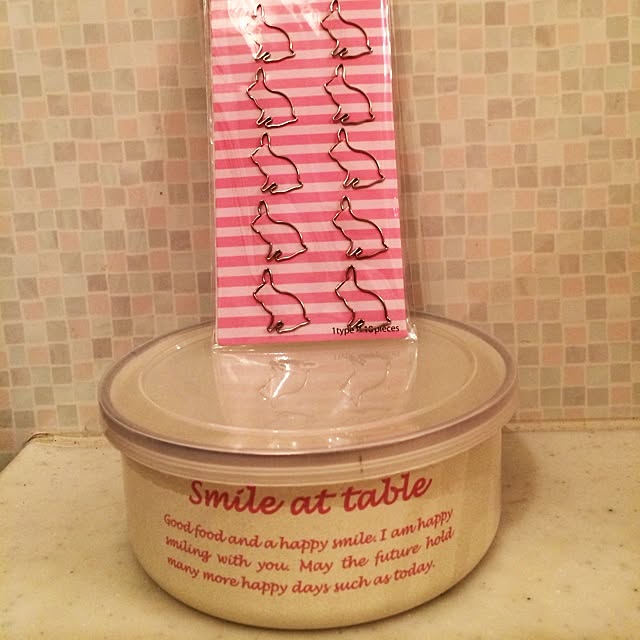 1type * 10pieces
Smile at table
Good food and a happy smile. I am happy
smiling with you. May the future hold
many more happy days such as today.